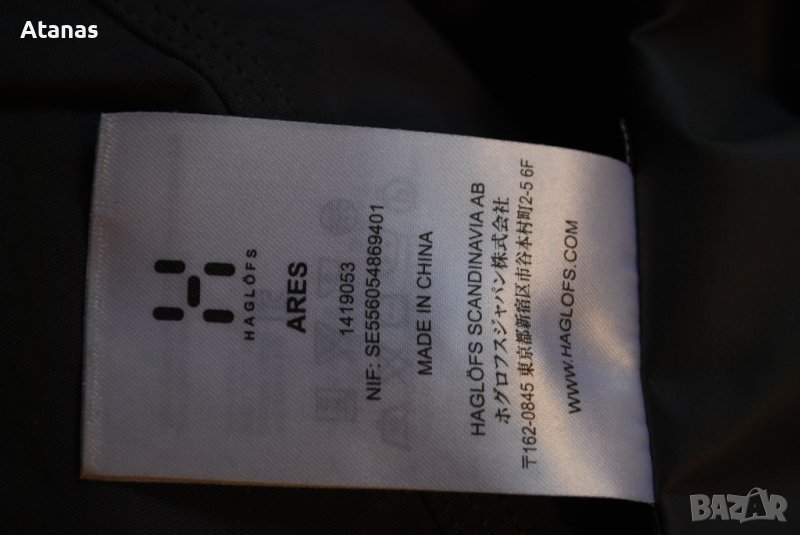 Atanas
HAGLÖFS
ARES
1419053
NIF: SE556054869401
MADE IN CHINA
HAGLÖFS SCANDINAVIA AB
ホグロフスジャパン株式会社
〒162-0845 東京都新宿区市谷本村町2-5 6F
WWW.HAGLOFS.COM
BAZAR